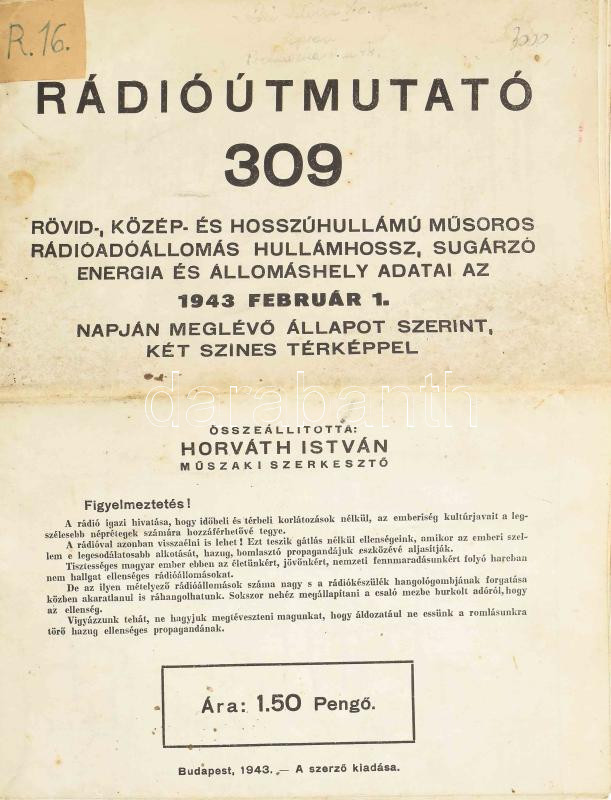 R. 16.
3000
RÁDIÓÚTMUTATÓ
309
RÖVID-, KÖZÉP- ÉS HOSSZÚHULLÁMÚ MŰSOROS
RÁDIÓADÓÁLLOMÁS HULLÁMHOSSZ, SUGÁRZÓ
ENERGIA ÉS ÁLLOMÁSHELY ADATAI AZ
1943 FEBRUÁR 1.
NAPJÁN MEGLÉVŐ ÁLLAPOT SZERINT,
KÉT SZINES TÉRKÉPPEL
darabanth
ÖSSZEÁLLITOTTA:
HORVÁTH ISTVÁN
MŰSZAKI SZERKESZTŐ
Figyelmeztetés!
A rádió igazi hivatása, hogy időbeli és térbeli korlátozások nélkül, az emberiség kultúrjavait a leg-
szélesebb néprétegek számára hozzáférhetővé tegye.
A rádióval azonban visszaélni is lehet! Ezt teszik gátlás nélkül ellenségeink, amikor az emberi szel-
lem e legesodálatosabb alkotását, hazug, bomlasztó propagandájuk eszközévé aljasítják.
Tisztességes magyar ember ebben az életünkért, jövönkért, nemzeti fennmaradásunkért folyó harcban
nem hallgat ellenséges rádióállomásokat.
De az ilyen mételyező rádióállomások száma nagy s a rádiókészülék hangológombjának forgatása
közben akaratlanul is ráhangolhatunk. Sokszor nehéz megállapítani a csaló mezbe burkolt adóról, hogy
az ellenség.
Vigyázzunk tehát, ne hagyjuk megtéveszteni magunkat, hogy áldozatául ne essünk a romlásunkra
törő hazug ellenséges propagandának.
Ára: 1.50 Pengő.
Budapest, 1943. — A szerző kiadása.